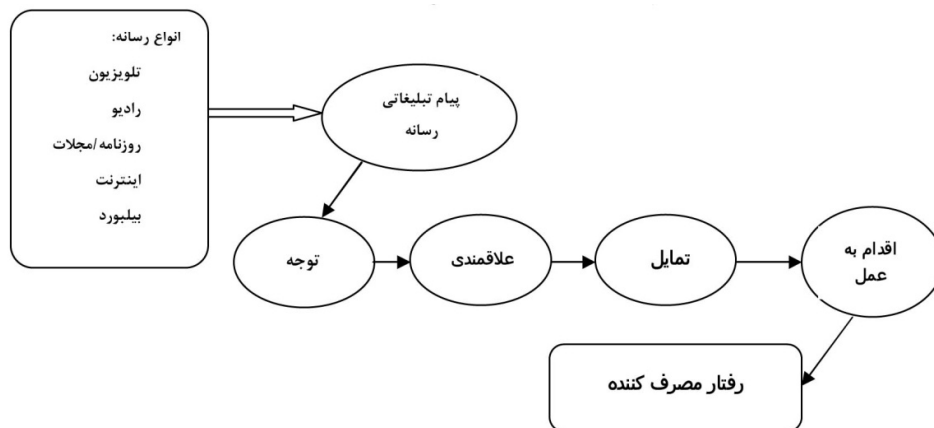 انواع رسانه:
تلویزیون
رادیو
روزنامه/مجلات
اینترنت
بیلبورد
پیام تبلیغاتی
رسانه
توجه
علاقمندی
تمایل
اقدام به
عمل
رفتار مصرف کننده